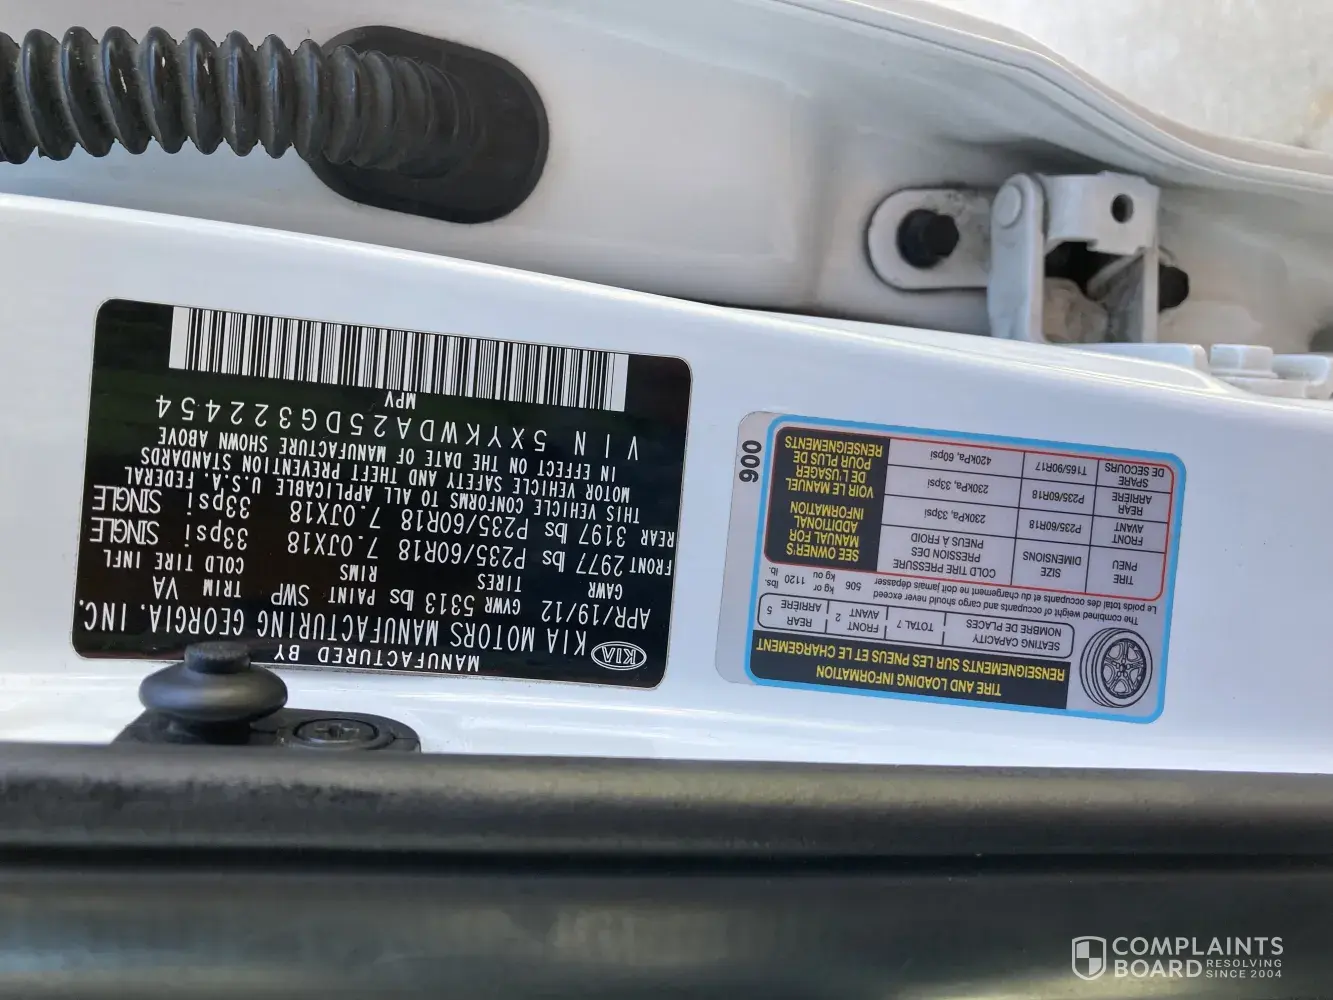 KIA
MANUFACTURED BY
KIA MOTORS MANUFACTURING GEORGIA. INC.
APR/19/12 GVWR 5313 lbs PAINT SWP TRIM VA
GAWR TIRES RIMS COLD TIRE INFL
FRONT 2977 lbs P235/60R18 7.0JX18 33psi SINGLE
REAR 3197 lbs P235/60R18 7.0JX18 33psi SINGLE
THIS VEHICLE CONFORMS TO ALL APPLICABLE U.S.A. FEDERAL
MOTOR VEHICLE SAFETY AND THEFT PREVENTION STANDARDS
IN EFFECT ON THE DATE OF MANUFACTURE SHOWN ABOVE
VIN 5XYKWDA25DG322454
MPV
TIRE AND LOADING INFORMATION
RENSEIGNEMENTS SUR LES PNEUS ET LE CHARGEMENT
SEATING CAPACITY
NOMBRE DE PLACES
TOTAL 7
FRONT
AVANT
2
REAR
ARRIÈRE
5
The combined weight of occupants and cargo should never exceed
Le poids total des occupants et du chargement ne doit jamais dépasser
506 kg or kg ou 1120 lbs. lb.
TIRE
PNEU
SIZE
DIMENSIONS
COLD TIRE PRESSURE
PRESSION DES
PNEUS À FROID
FRONT
AVANT
P235/60R18
230kPa, 33psi
REAR
ARRIÈRE
P235/60R18
230kPa, 33psi
SPARE
DE SECOURS
T165/90R17
420kPa, 60psi
SEE OWNER'S
MANUAL FOR
ADDITIONAL
INFORMATION
VOIR LE MANUEL
DE L'USAGER
POUR PLUS DE
RENSEIGNEMENTS
900
COMPLAINTS
BOARD RESOLVING
SINCE 2004